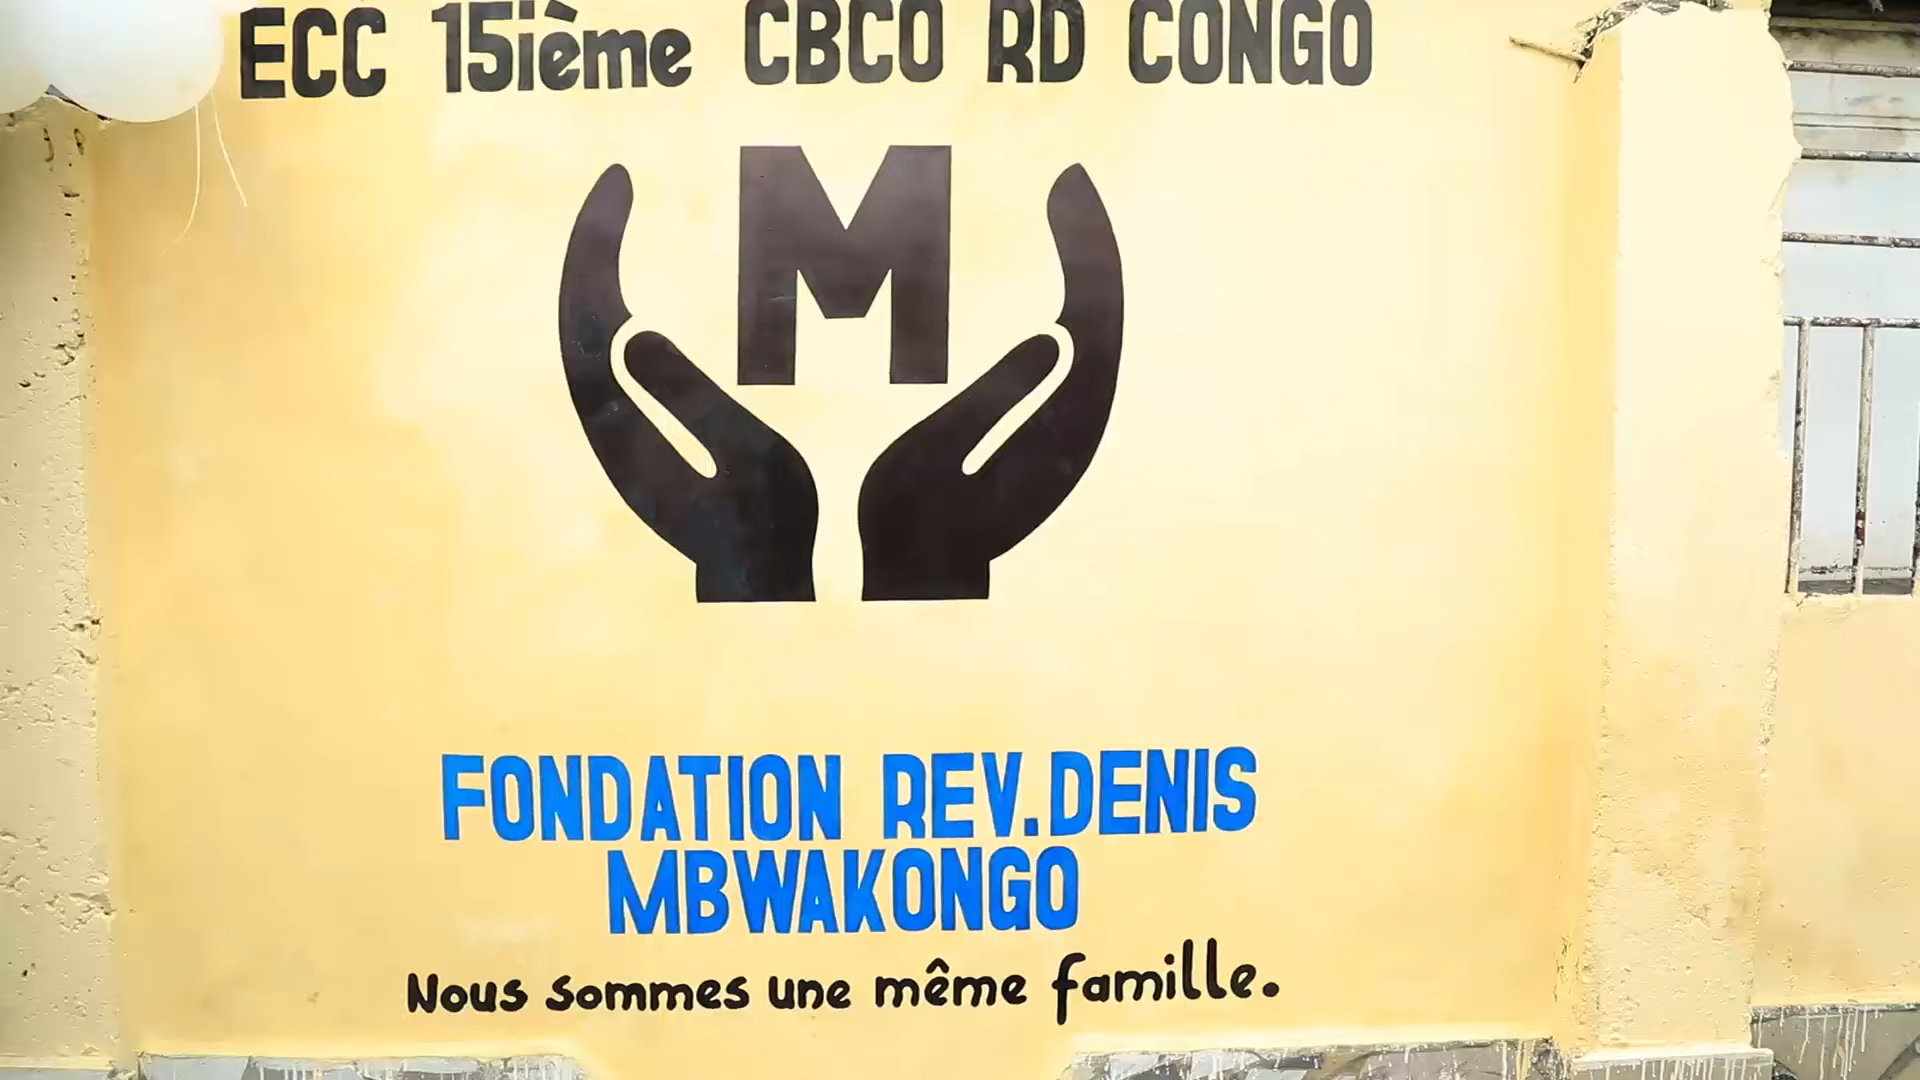 ECC 15ième CBCO RD CONGO
M
FONDATION REV.DENIS
MBWAKONGO
Nous sommes une même famille.